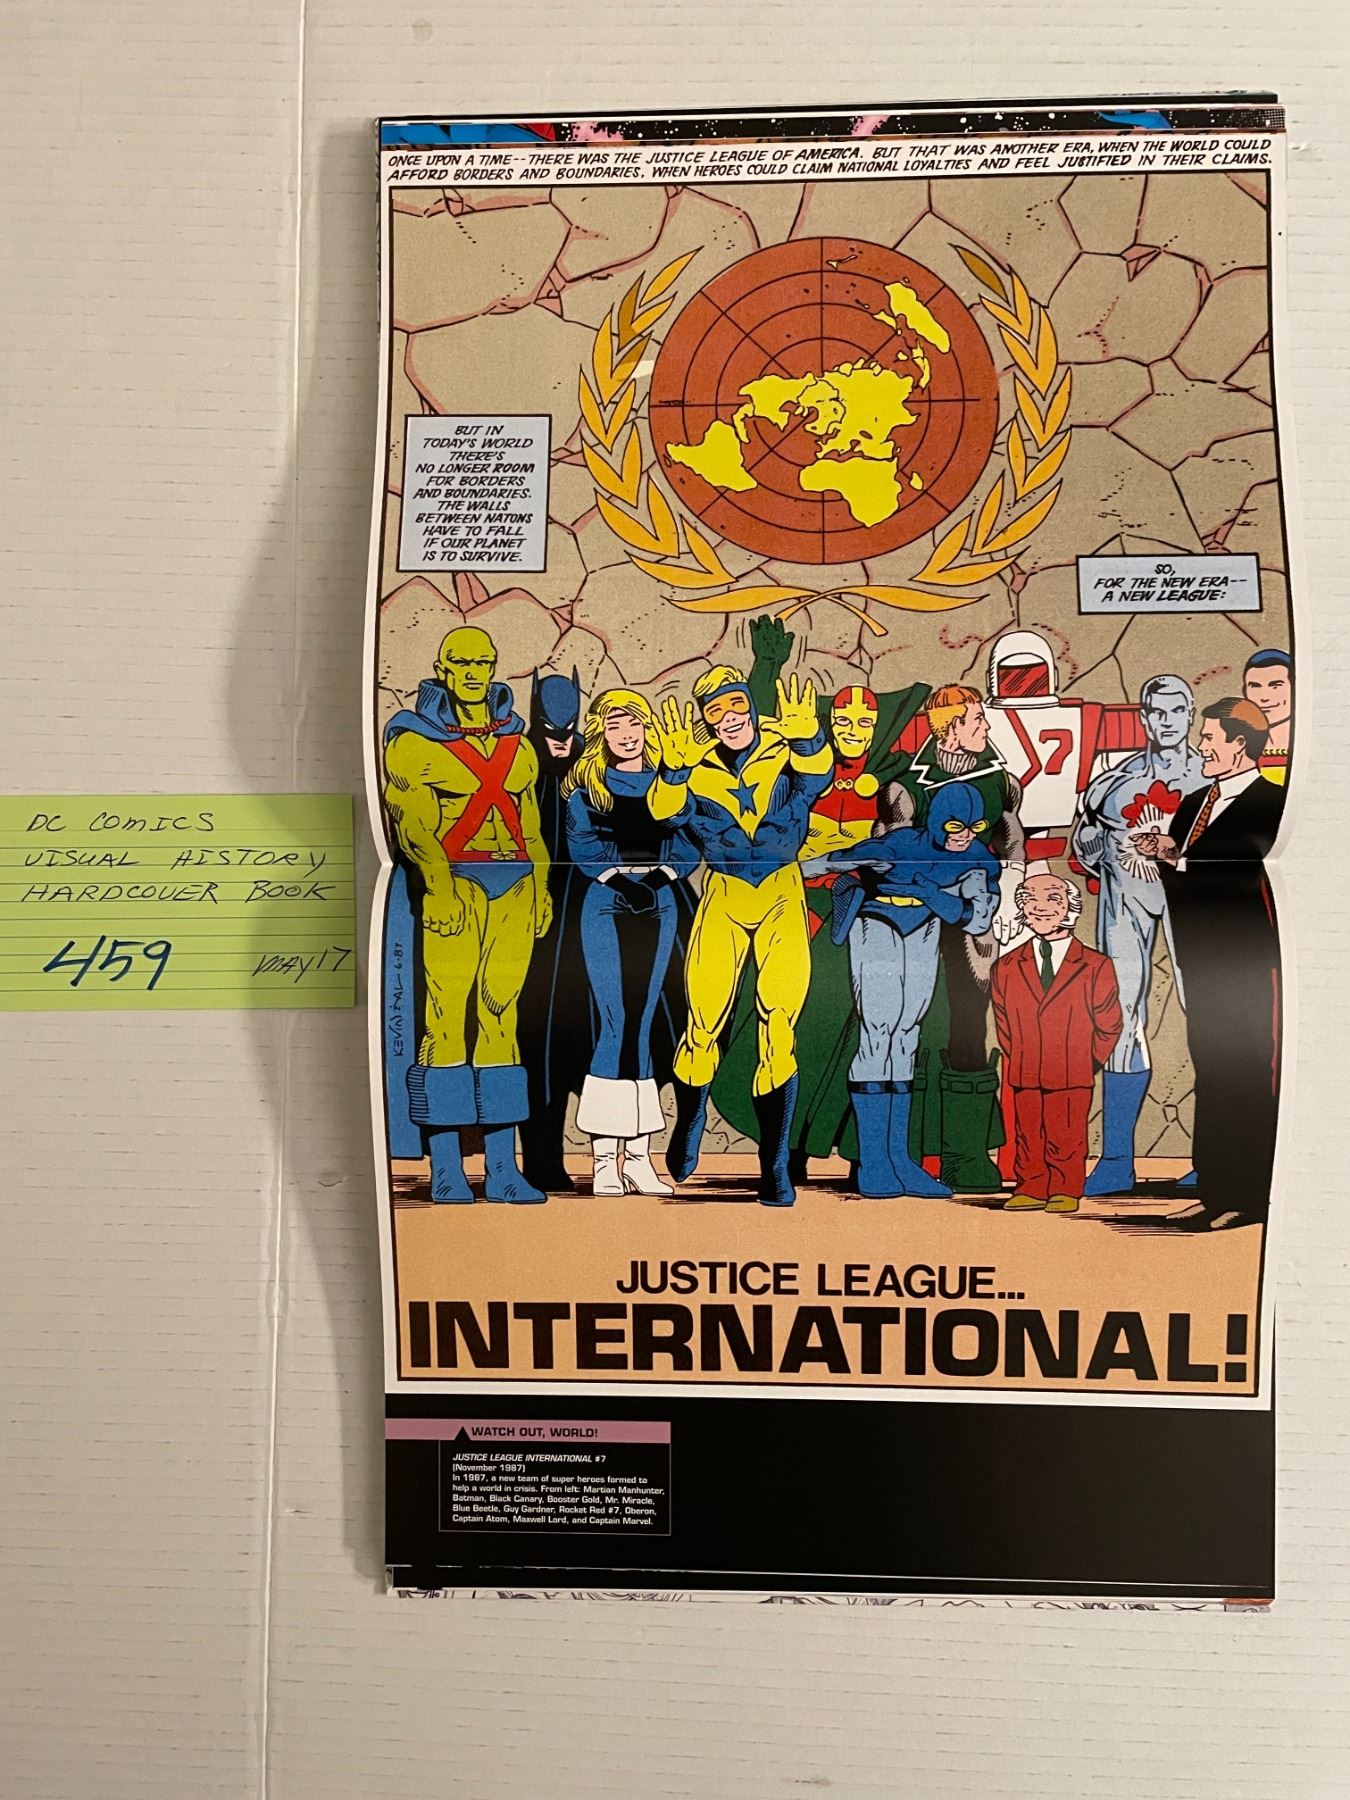 ONCE UPON A TIME--THERE WAS THE JUSTICE LEAGUE OF AMERICA. BUT THAT WAS ANOTHER ERA, WHEN THE WORLD COULD
AFFORD BORDERS AND BOUNDARIES, WHEN HEROES COULD CLAIM NATIONAL LOYALTIES AND FEEL JUSTIFIED IN THEIR CLAIMS.
BUT IN
TODAY'S WORLD
THERE'S
NO LONGER ROOM
FOR BORDERS
AND BOUNDARIES.
THE WALLS
BETWEEN NATONS
HAVE TO FALL
IF OUR PLANET
IS TO SURVIVE.
SO,
FOR THE NEW ERA--
A NEW LEAGUE:
7
DC COMICS
VISUAL HISTORY
HARDCOVER BOOK
459 MAY 17
KEVIN & AL 6.87
JUSTICE LEAGUE...
INTERNATIONAL!
WATCH OUT, WORLD!
JUSTICE LEAGUE INTERNATIONAL #7
(November 1987)
In 1987, a new team of super heroes formed to
help a world in crisis. From left: Martian Manhunter,
Batman, Black Canary, Booster Gold, Mr. Miracle,
Blue Beetle, Guy Gardner, Rocket Red #7, Oberon,
Captain Atom, Maxwell Lord, and Captain Marvel.